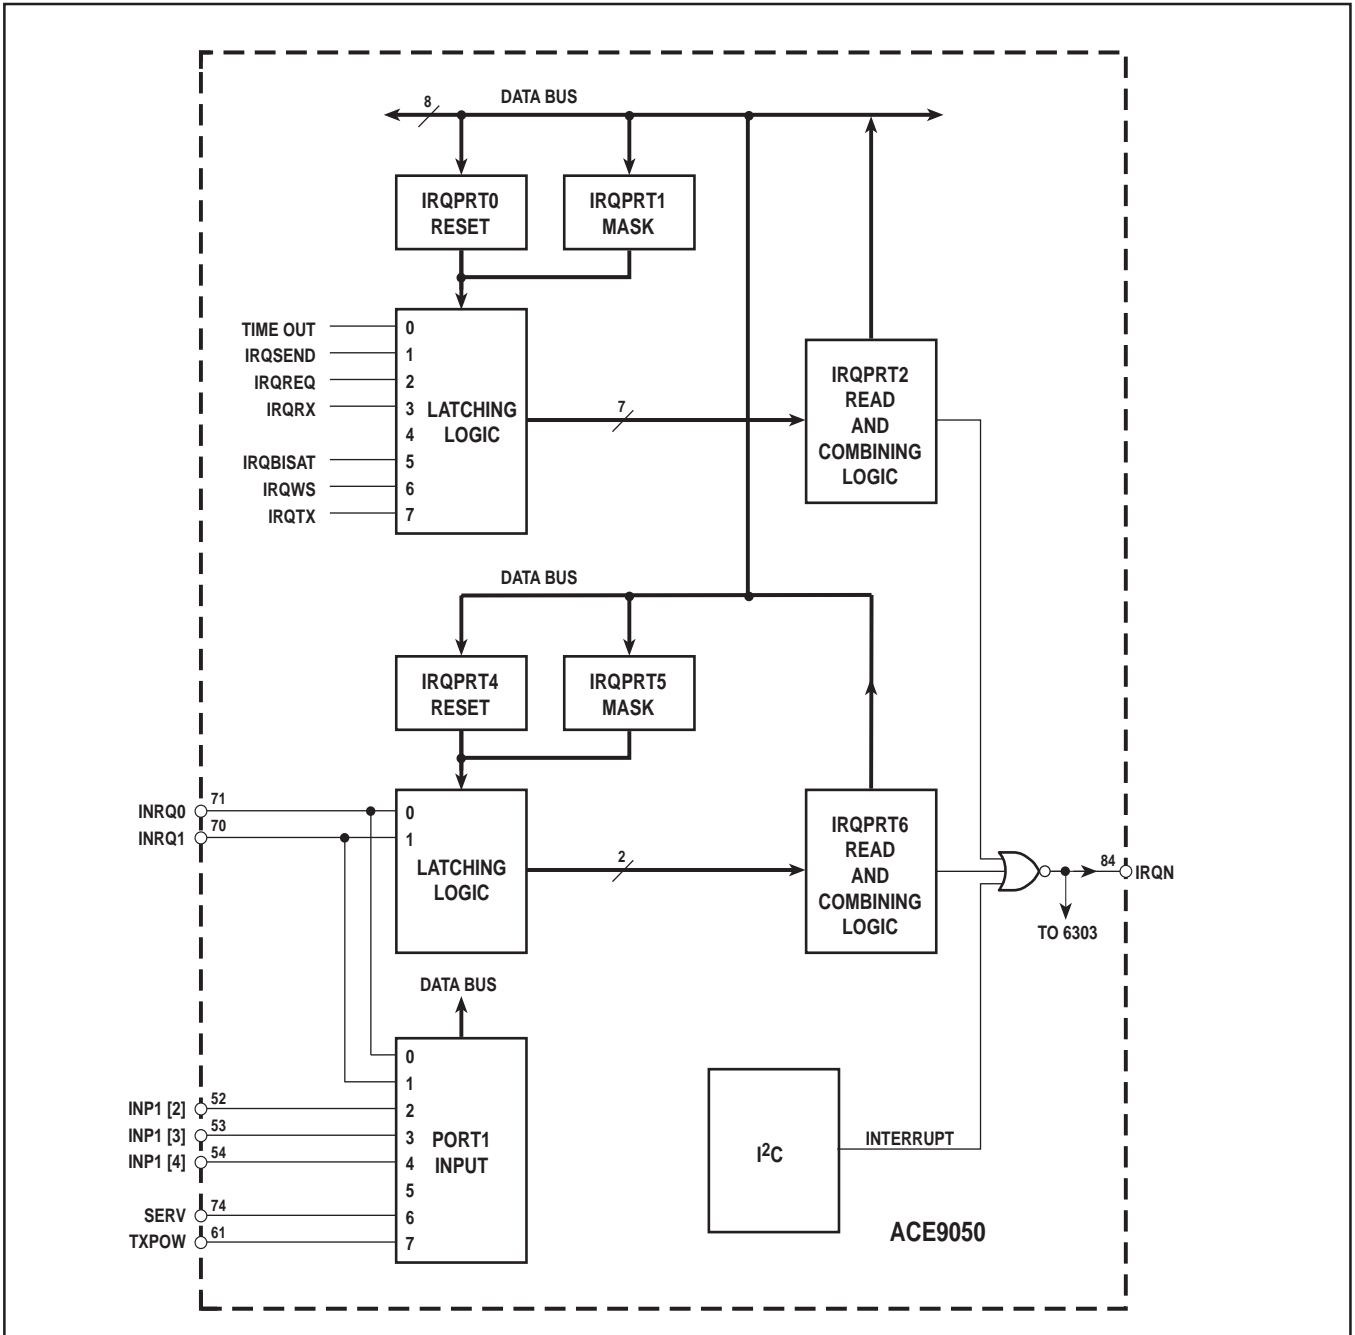 8
DATA BUS
IRQPRT0
RESET
IRQPRT1
MASK
TIME OUT
IRQSEND
IRQREQ
IRQRX
IRQBISAT
IRQWS
IRQTX
0
1
2
3
4
5
6
7
LATCHING
LOGIC
7
IRQPRT2
READ
AND
COMBINING
LOGIC
DATA BUS
IRQPRT4
RESET
IRQPRT5
MASK
INRQ0
71
INRQ1
70
0
1
LATCHING
LOGIC
2
IRQPRT6
READ
AND
COMBINING
LOGIC
84
IRQN
TO 6303
DATA BUS
INP1 [2]
52
INP1 [3]
53
INP1 [4]
54
SERV
74
TXPOW
61
0
1
2
3
4
5
6
7
PORT1
INPUT
I²C
INTERRUPT
ACE9050